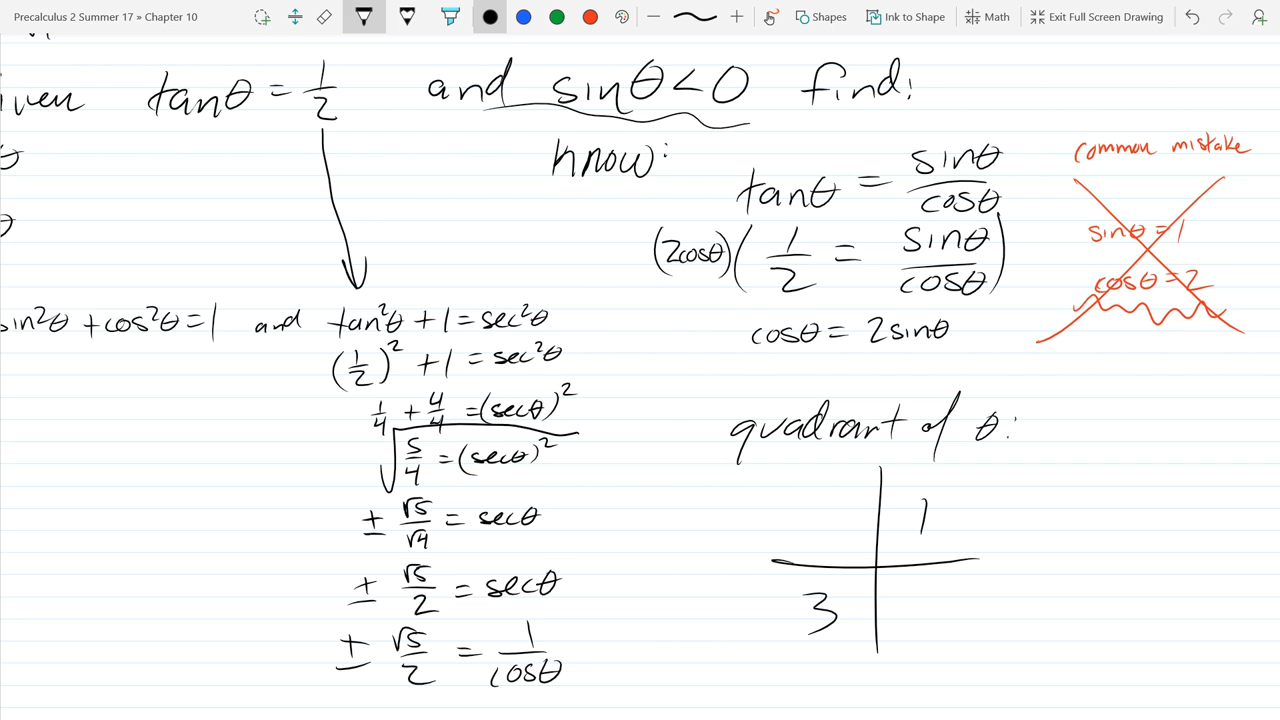 Precalculus 2 Summer 17 » Chapter 10
Shapes
Ink to Shape
Math
Exit Full Screen Drawing
iven tanθ = 1/2 and sinθ < 0 find:
θ
θ
know:
tanθ = sinθ/cosθ
(2cosθ)(1/2 = sinθ/cosθ)
cosθ = 2sinθ
common mistake
sinθ = 1
cosθ = 2
sin²θ + cos²θ = 1 and tan²θ + 1 = sec²θ
(1/2)² + 1 = sec²θ
1/4 + 4/4 = (secθ)²
√ 5/4 = (secθ)²
± √5/√4 = secθ
± √5/2 = secθ
± √5/2 = 1/cosθ
quadrant of θ:
1
3